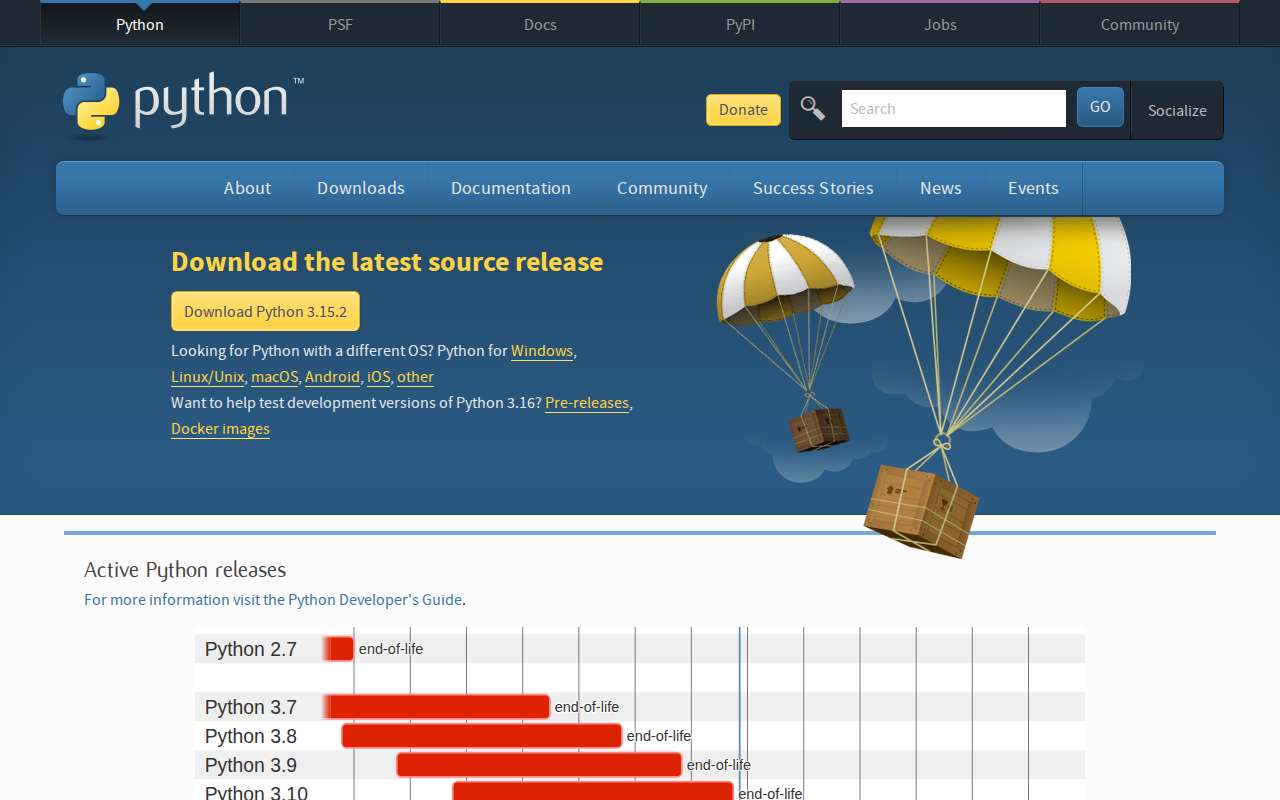 Python
PSF
Docs
PyPI
Jobs
Community
python™
Donate
Search
GO
Socialize
About
Downloads
Documentation
Community
Success Stories
News
Events
Download the latest source release
Download Python 3.15.2
Looking for Python with a different OS? Python for Windows,
Linux/Unix, macOS, Android, iOS, other
Want to help test development versions of Python 3.16? Pre-releases,
Docker images
Active Python releases
For more information visit the Python Developer's Guide.
Python 2.7 end-of-life
Python 3.7 end-of-life
Python 3.8 end-of-life
Python 3.9 end-of-life
Python 3.10 end-of-life